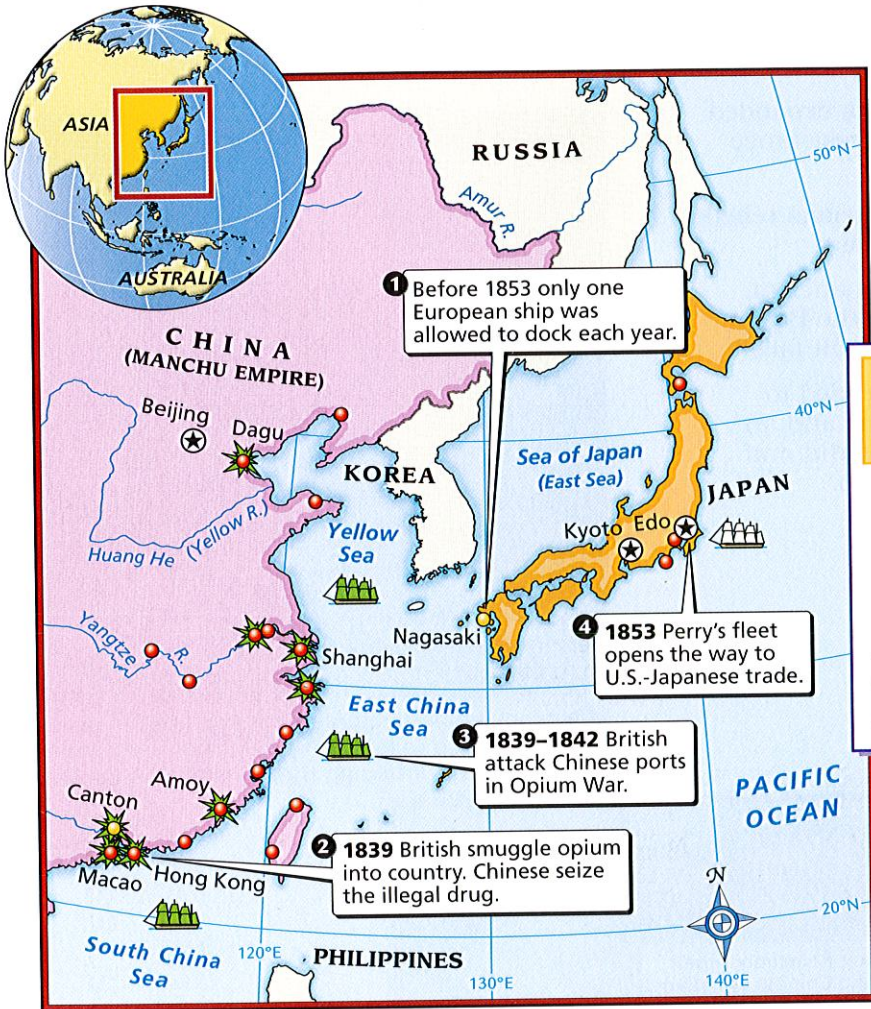 ASIA
AUSTRALIA
RUSSIA
Amur R.
50°N
❶ Before 1853 only one
European ship was
allowed to dock each year.
CHINA
(MANCHU EMPIRE)
Beijing
Dagu
40°N
KOREA
Sea of Japan
(East Sea)
JAPAN
Huang He (Yellow R.)
Yellow
Sea
Kyoto
Edo
Nagasaki
❹ 1853 Perry's fleet
opens the way to
U.S.-Japanese trade.
Yangtze R.
Shanghai
East China
Sea
❸ 1839–1842 British
attack Chinese ports
in Opium War.
PACIFIC
OCEAN
Amoy
Canton
Macao
Hong Kong
❷ 1839 British smuggle opium
into country. Chinese seize
the illegal drug.
N
20°N
South China
Sea
120°E
PHILIPPINES
130°E
140°E